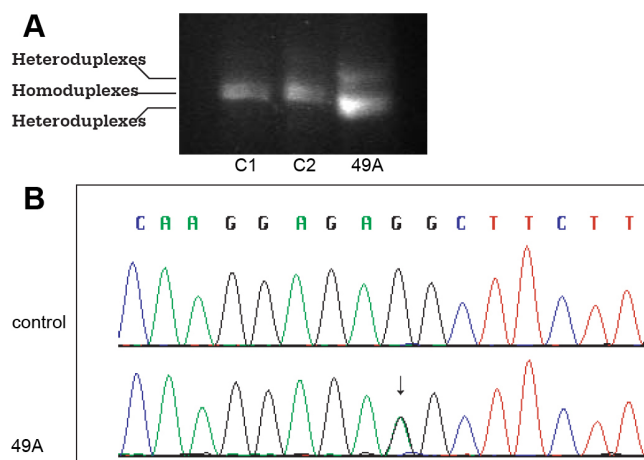 A
Heteroduplexes
Homoduplexes
Heteroduplexes
C1 C2 49A
B
C A A G G A G A G G C T T C T T
control
49A